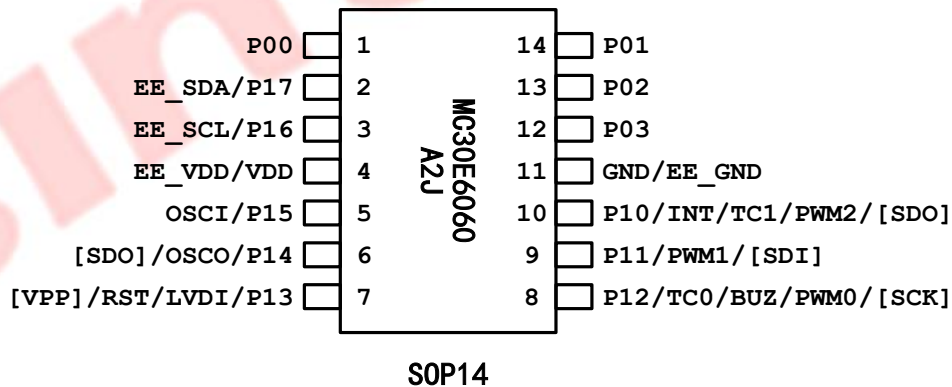 P00 1 14 P01
EE_SDA/P17 2 13 P02
EE_SCL/P16 3 12 P03
EE_VDD/VDD 4 11 GND/EE_GND
OSCI/P15 5 10 P10/INT/TC1/PWM2/[SDO]
[SDO]/OSCO/P14 6 9 P11/PWM1/[SDI]
[VPP]/RST/LVDI/P13 7 8 P12/TC0/BUZ/PWM0/[SCK]
MC30E6060
A2J
SOP14